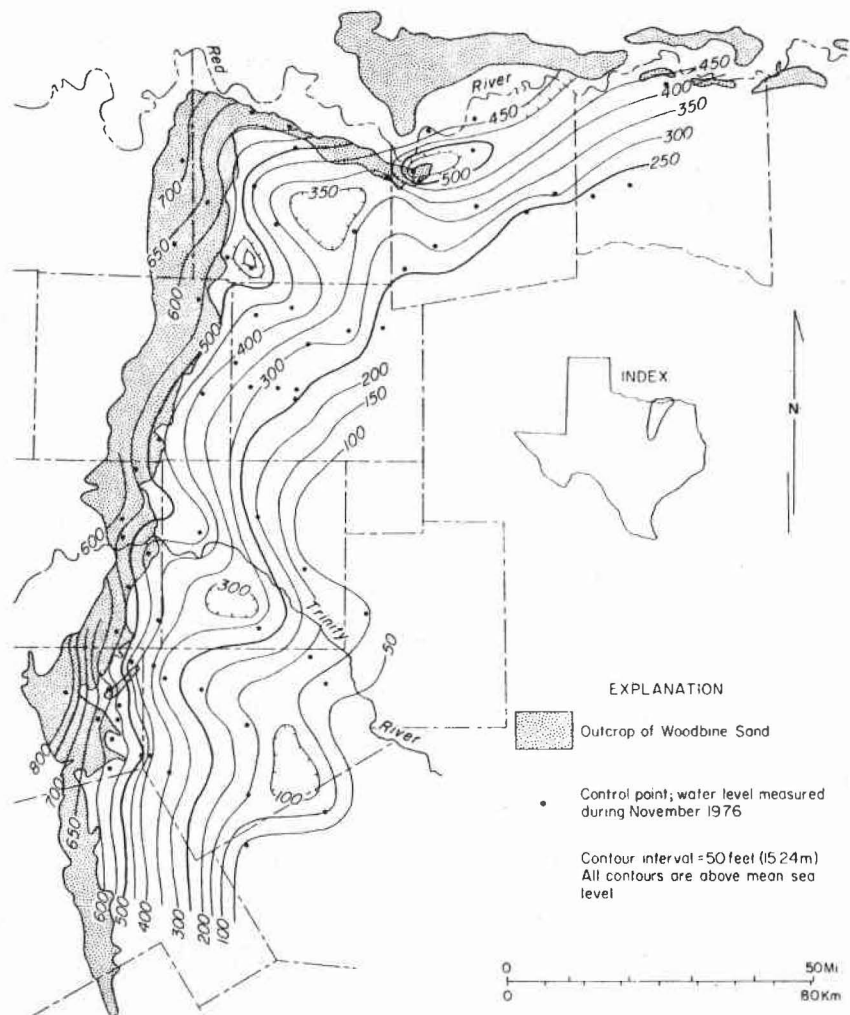 Red
River
450
450
400
350
300
250
500
700
350
650
600
500
400
300
200
150
100
600
300
Trinity
50
River
800
700
650
100
600
500
400
300
200
100
INDEX
N
EXPLANATION
Outcrop of Woodbine Sand
Control point; water level measured
during November 1976
Contour interval = 50 feet (15.24m)
All contours are above mean sea
level
0 50 Mi
0 80 Km